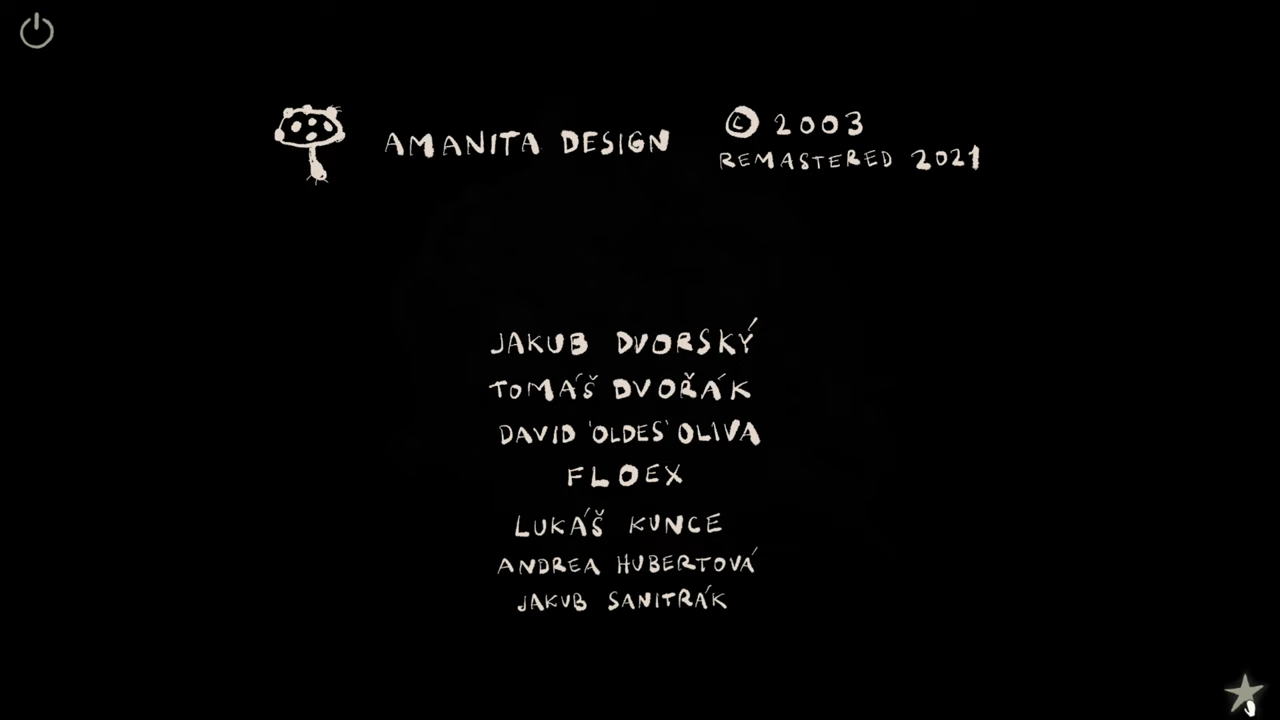 AMANITA DESIGN
© 2003
REMASTERED 2021
JAKUB DVORSKÝ
TOMÁŠ DVOŘÁK
DAVID 'OLDES' OLIVA
FLOEX
LUKÁŠ KUNCE
ANDREA HUBERTOVÁ
JAKUB SANITRÁK